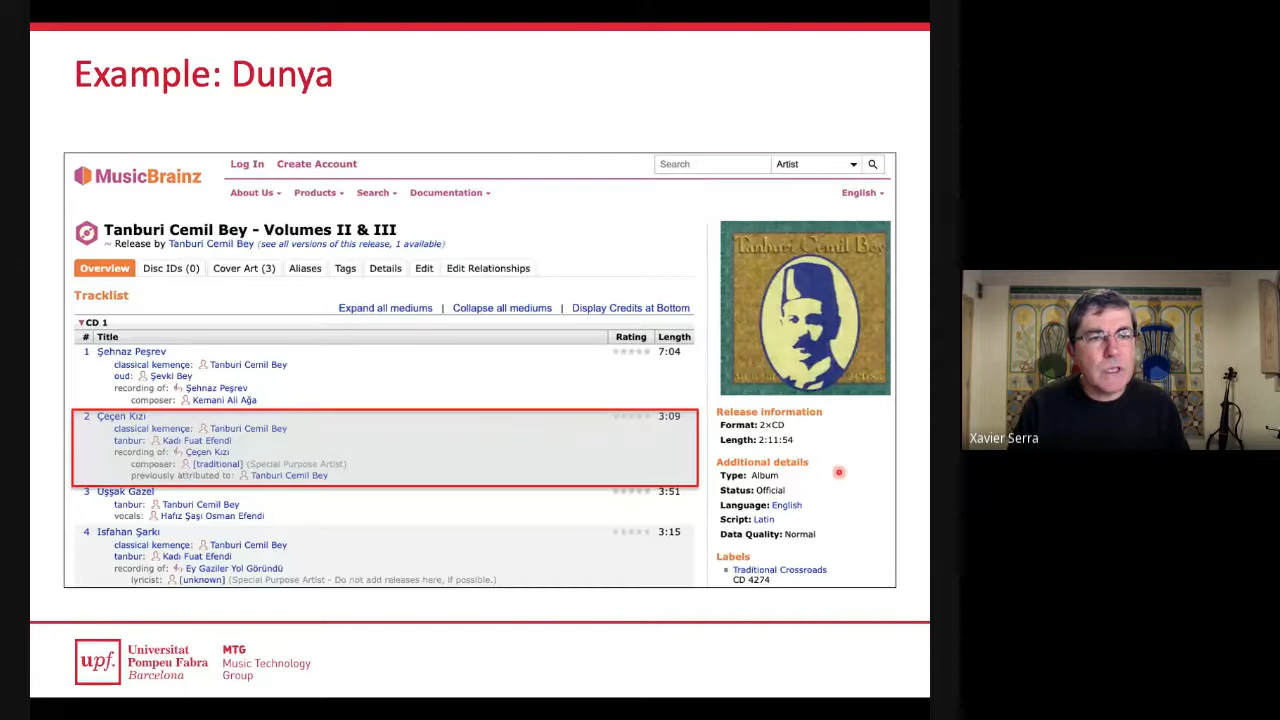 Example: Dunya
MusicBrainz
Log In Create Account
Search Artist
About Us Products Search Documentation English
Tanburi Cemil Bey - Volumes II & III
~ Release by Tanburi Cemil Bey (see all versions of this release, 1 available)
Overview Disc IDs (0) Cover Art (3) Aliases Tags Details Edit Edit Relationships
Tracklist
Expand all mediums | Collapse all mediums | Display Credits at Bottom
▼CD 1
# Title Rating Length
1 Şehnaz Peşrev 7:04
classical kemençe: Tanburi Cemil Bey
oud: Şevki Bey
recording of: Şehnaz Peşrev
composer: Kemani Ali Ağa
2 Çeçen Kızı 3:09
classical kemençe: Tanburi Cemil Bey
tanbur: Kadı Fuat Efendi
recording of: Çeçen Kızı
composer: [traditional] (Special Purpose Artist)
previously attributed to: Tanburi Cemil Bey
3 Uşşak Gazel 3:51
tanbur: Tanburi Cemil Bey
vocals: Hafız Şaşı Osman Efendi
4 Isfahan Şarkı 3:15
classical kemençe: Tanburi Cemil Bey
tanbur: Kadı Fuat Efendi
recording of: Ey Gaziler Yol Göründü
lyricist: [unknown] (Special Purpose Artist - Do not add releases here, if possible.)
Tanburi Cemil Bey
Release information
Format: 2×CD
Length: 2:11:54
Additional details
Type: Album
Status: Official
Language: English
Script: Latin
Data Quality: Normal
Labels
Traditional Crossroads
CD 4274
Xavier Serra
upf.
Universitat
Pompeu Fabra
Barcelona
MTG
Music Technology
Group